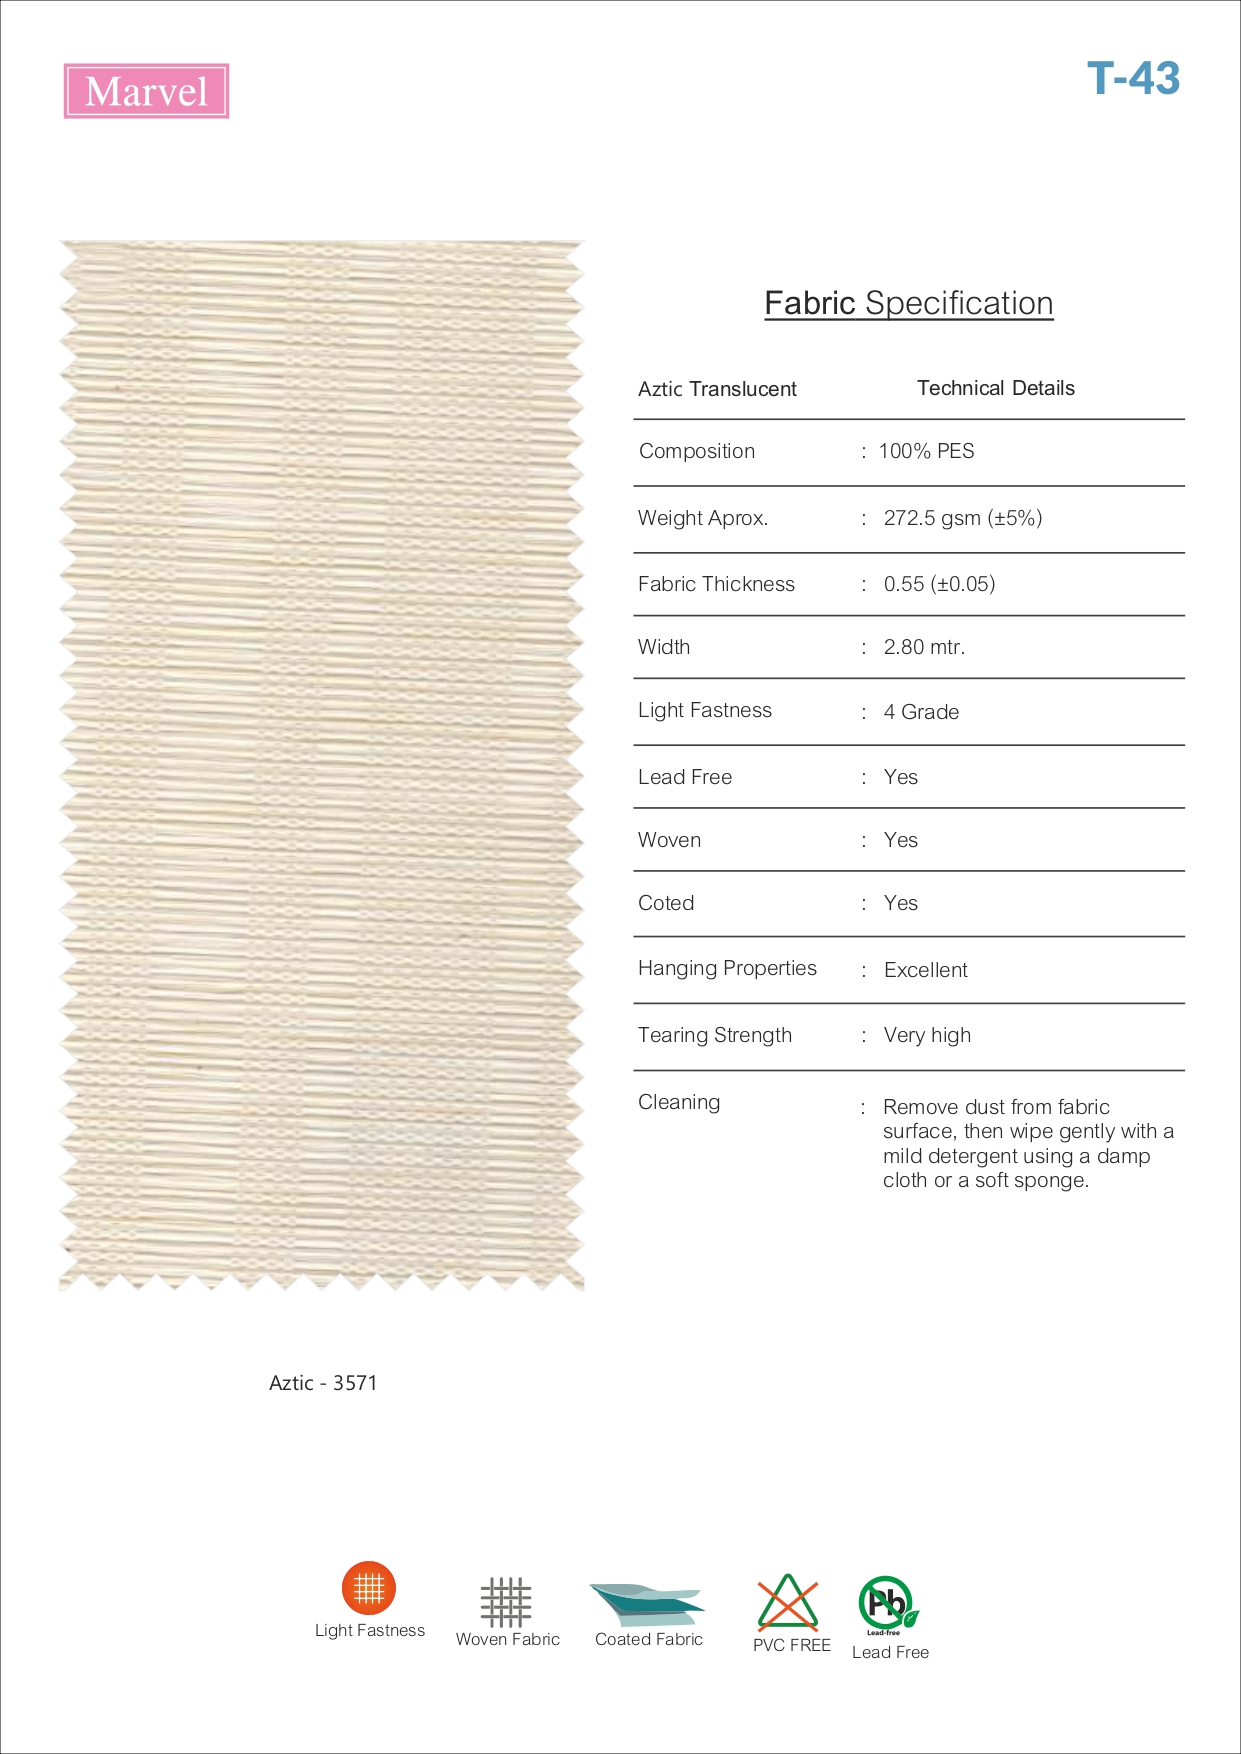 Marvel
T-43
Fabric Specification
Aztic Translucent Technical Details
Composition : 100% PES
Weight Aprox. : 272.5 gsm (±5%)
Fabric Thickness : 0.55 (±0.05)
Width : 2.80 mtr.
Light Fastness : 4 Grade
Lead Free : Yes
Woven : Yes
Coted : Yes
Hanging Properties : Excellent
Tearing Strength : Very high
Cleaning : Remove dust from fabric
surface, then wipe gently with a
mild detergent using a damp
cloth or a soft sponge.
Aztic - 3571
Light Fastness
Woven Fabric
Coated Fabric
PVC FREE
Pb
Lead-free
Lead Free